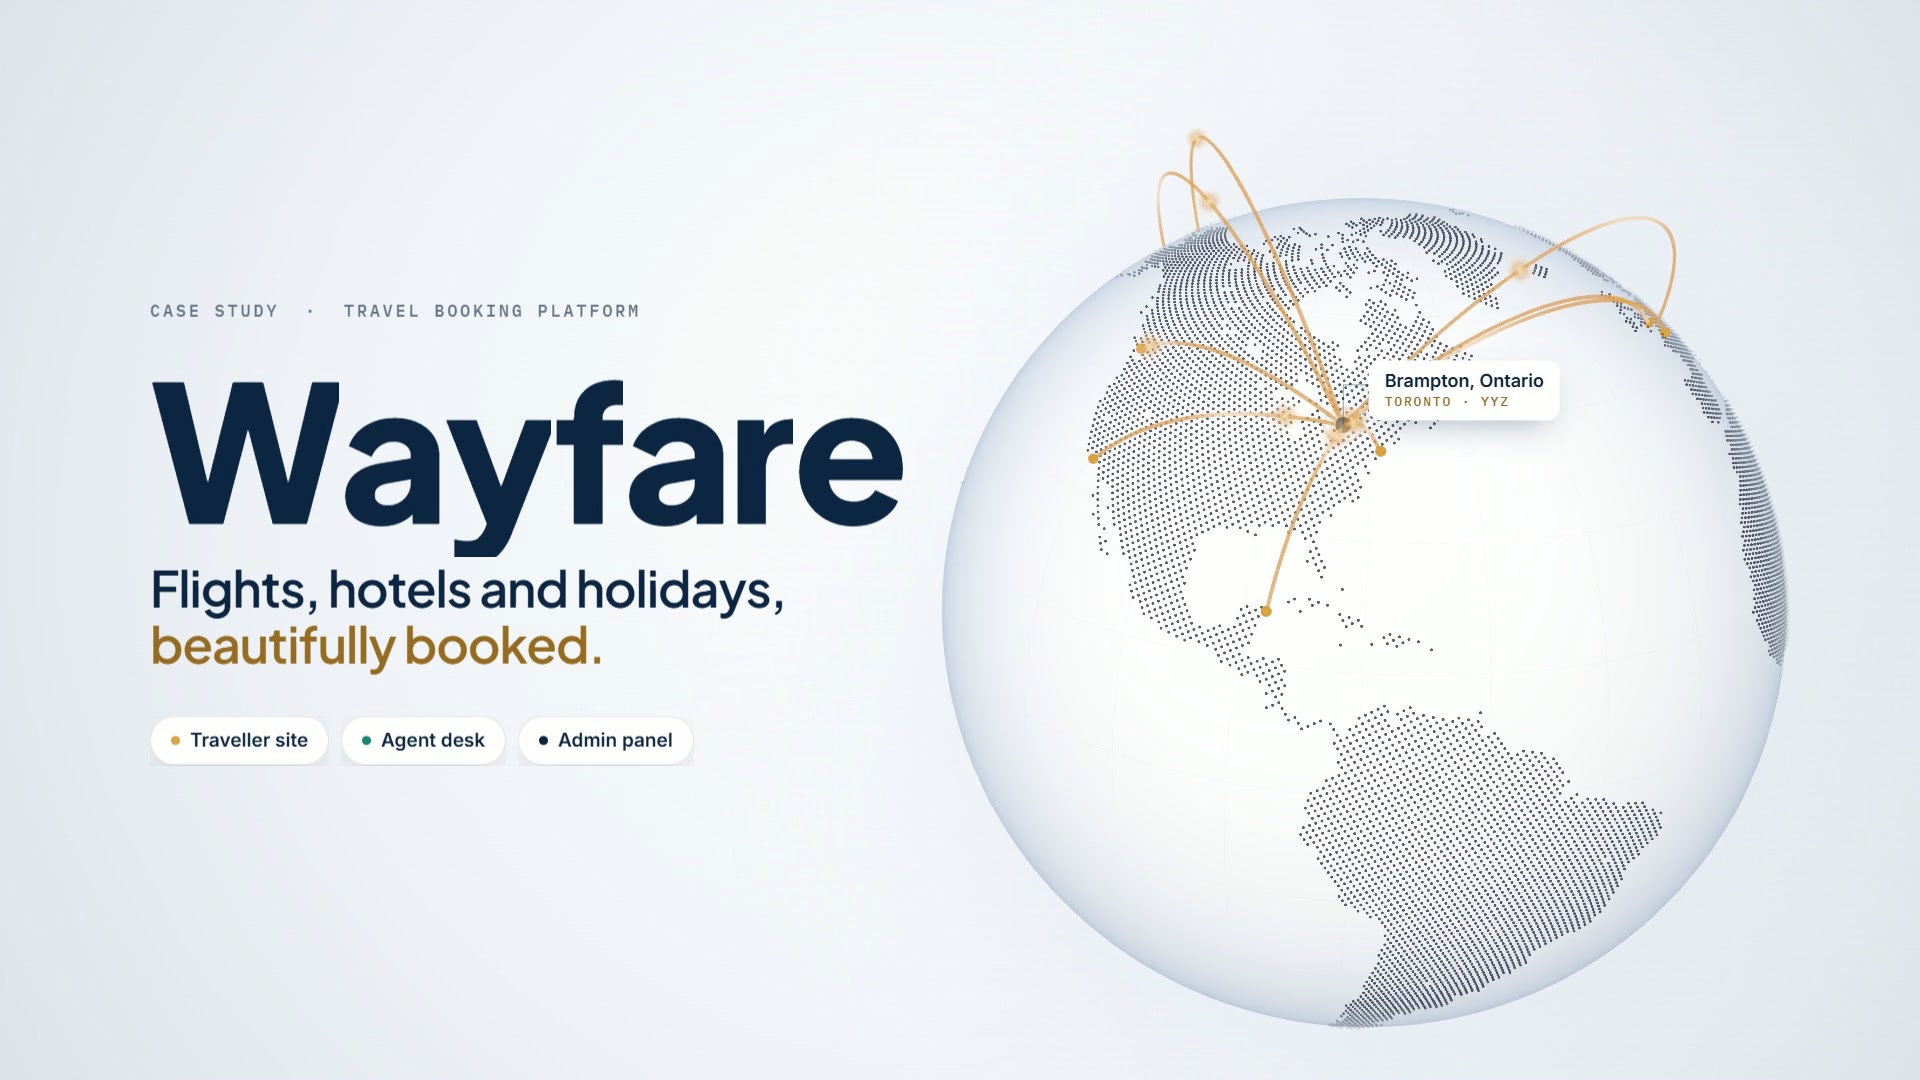 CASE STUDY · TRAVEL BOOKING PLATFORM
Wayfare
Flights, hotels and holidays,
beautifully booked.
Traveller site
Agent desk
Admin panel
Brampton, Ontario
TORONTO · YYZ